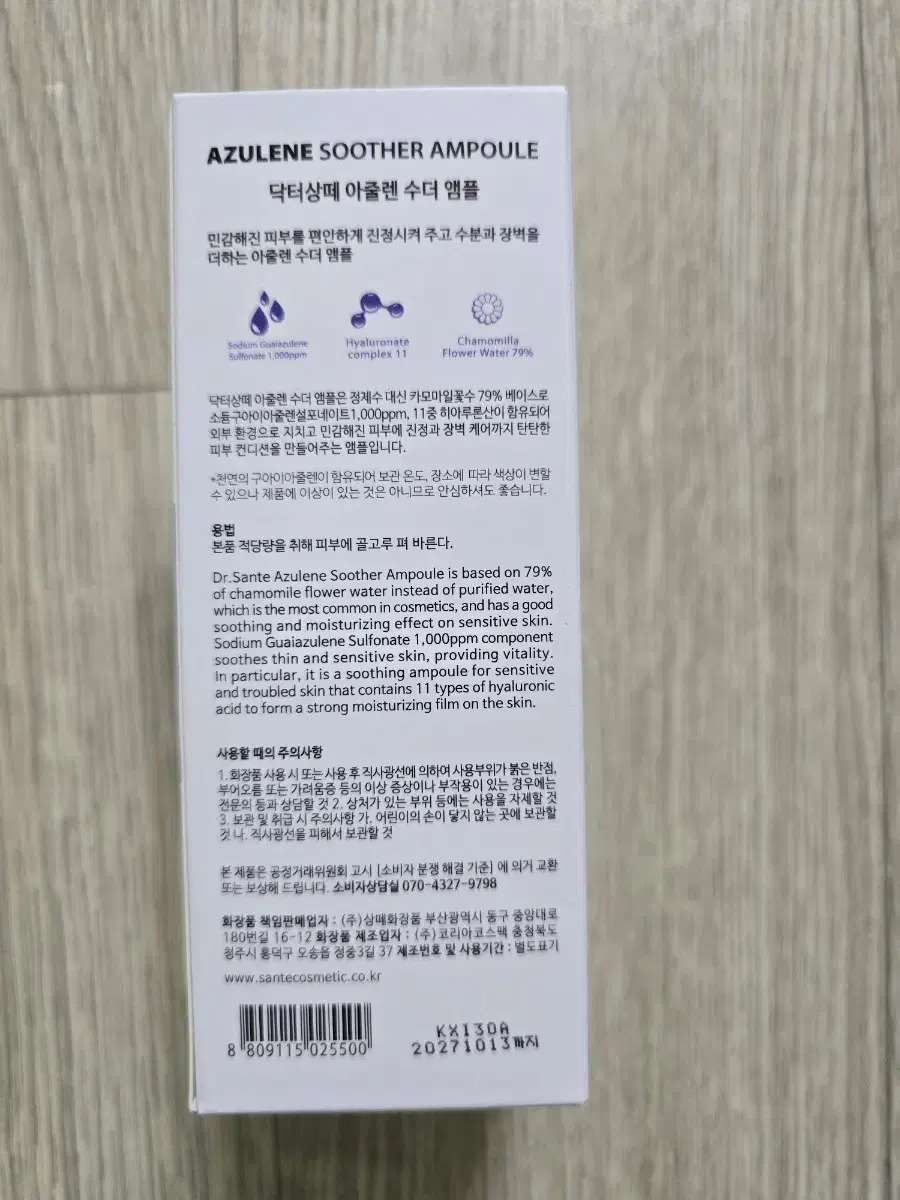 AZULENE SOOTHER AMPOULE
닥터상떼 아줄렌 수더 앰플
민감해진 피부를 편안하게 진정시켜 주고 수분과 장벽을
더하는 아줄렌 수더 앰플
Sodium Guaiazulene
Sulfonate 1,000ppm
Hyaluronate
complex 11
Chamomilla
Flower Water 79%
닥터상떼 아줄렌 수더 앰플은 정제수 대신 카모마일꽃수 79% 베이스로
소듐구아이아줄렌설포네이트1,000ppm, 11중 히아루론산이 함유되어
외부 환경으로 지치고 민감해진 피부에 진정과 장벽 케어까지 탄탄한
피부 컨디션을 만들어주는 앰플입니다.
*천연의 구아이아줄렌이 함유되어 보관 온도, 장소에 따라 색상이 변할
수 있으나 제품에 이상이 있는 것은 아니므로 안심하셔도 좋습니다.
용법
본품 적당량을 취해 피부에 골고루 펴 바른다.
Dr.Sante Azulene Soother Ampoule is based on 79%
of chamomile flower water instead of purified water,
which is the most common in cosmetics, and has a good
soothing and moisturizing effect on sensitive skin.
Sodium Guaiazulene Sulfonate 1,000ppm component
soothes thin and sensitive skin, providing vitality.
In particular, it is a soothing ampoule for sensitive
and troubled skin that contains 11 types of hyaluronic
acid to form a strong moisturizing film on the skin.
사용할 때의 주의사항
1. 화장품 사용 시 또는 사용 후 직사광선에 의하여 사용부위가 붉은 반점,
부어오름 또는 가려움증 등의 이상 증상이나 부작용이 있는 경우에는
전문의 등과 상담할 것 2. 상처가 있는 부위 등에는 사용을 자제할 것
3. 보관 및 취급 시 주의사항 가. 어린이의 손이 닿지 않는 곳에 보관할
것 나. 직사광선을 피해서 보관할 것
본 제품은 공정거래위원회 고시 [소비자 분쟁 해결 기준] 에 의거 교환
또는 보상해 드립니다. 소비자상담실 070-4327-9798
화장품 책임판매업자 : (주)상떼화장품 부산광역시 동구 중앙대로
180번길 16-12 화장품 제조업자 : (주)코리아코스팩 충청북도
청주시 흥덕구 오송읍 정중3길 37 제조번호 및 사용기간 : 별도표기
www.santecosmetic.co.kr
8 809115 025500
KX130A
20271013까지